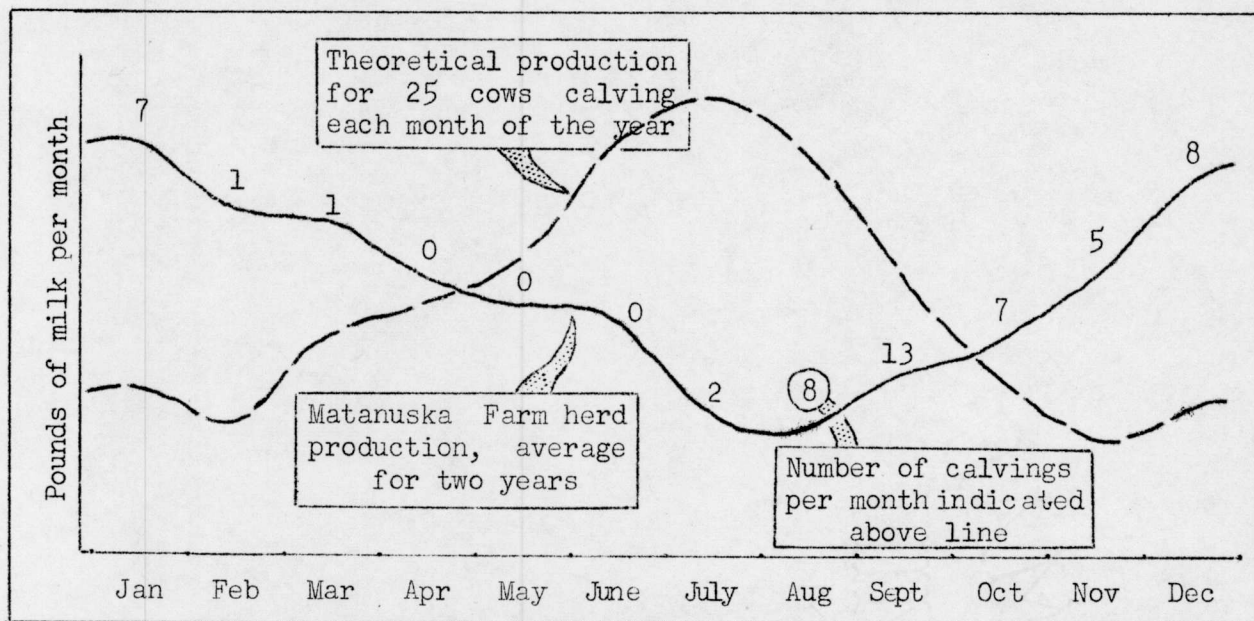 Theoretical production
for 25 cows calving
each month of the year
7
1
1
0
0
0
2
8
13
7
5
8
Pounds of milk per month
Matanuska Farm herd
production, average
for two years
Number of calvings
per month indicated
above line
Jan Feb Mar Apr May June July Aug Sept Oct Nov Dec